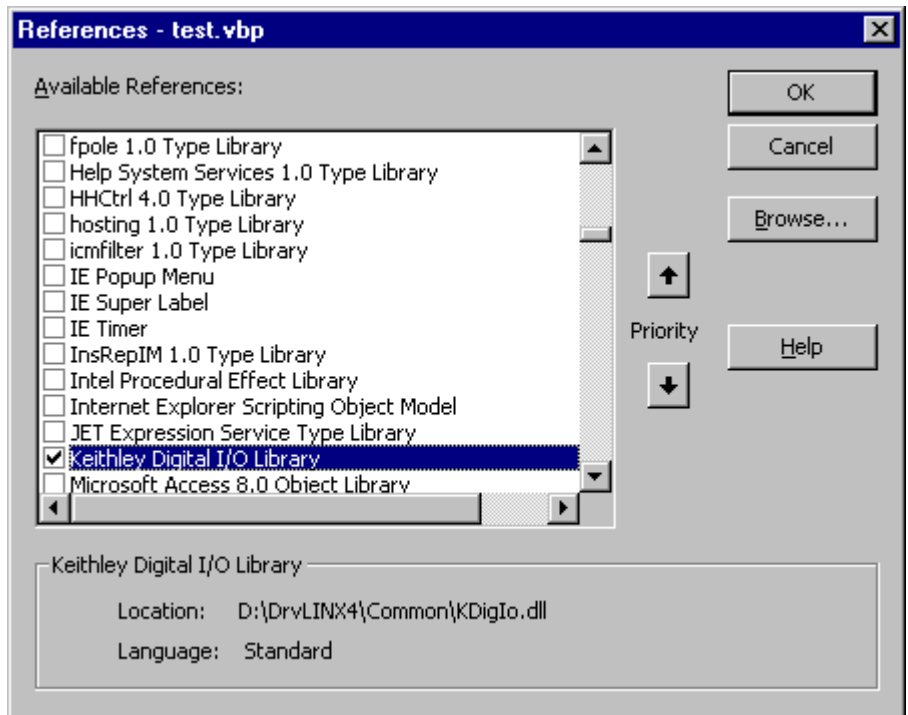 References - test.vbp
Available References:
OK
Cancel
Browse...
Help
Priority
fpole 1.0 Type Library
Help System Services 1.0 Type Library
HHCtrl 4.0 Type Library
hosting 1.0 Type Library
icmfilter 1.0 Type Library
IE Popup Menu
IE Super Label
IE Timer
InsRepIM 1.0 Type Library
Intel Procedural Effect Library
Internet Explorer Scripting Object Model
JET Expression Service Type Library
Keithley Digital I/O Library
Microsoft Access 8.0 Object Library
Keithley Digital I/O Library
Location: D:\DrvLINX4\Common\KDigIo.dll
Language: Standard